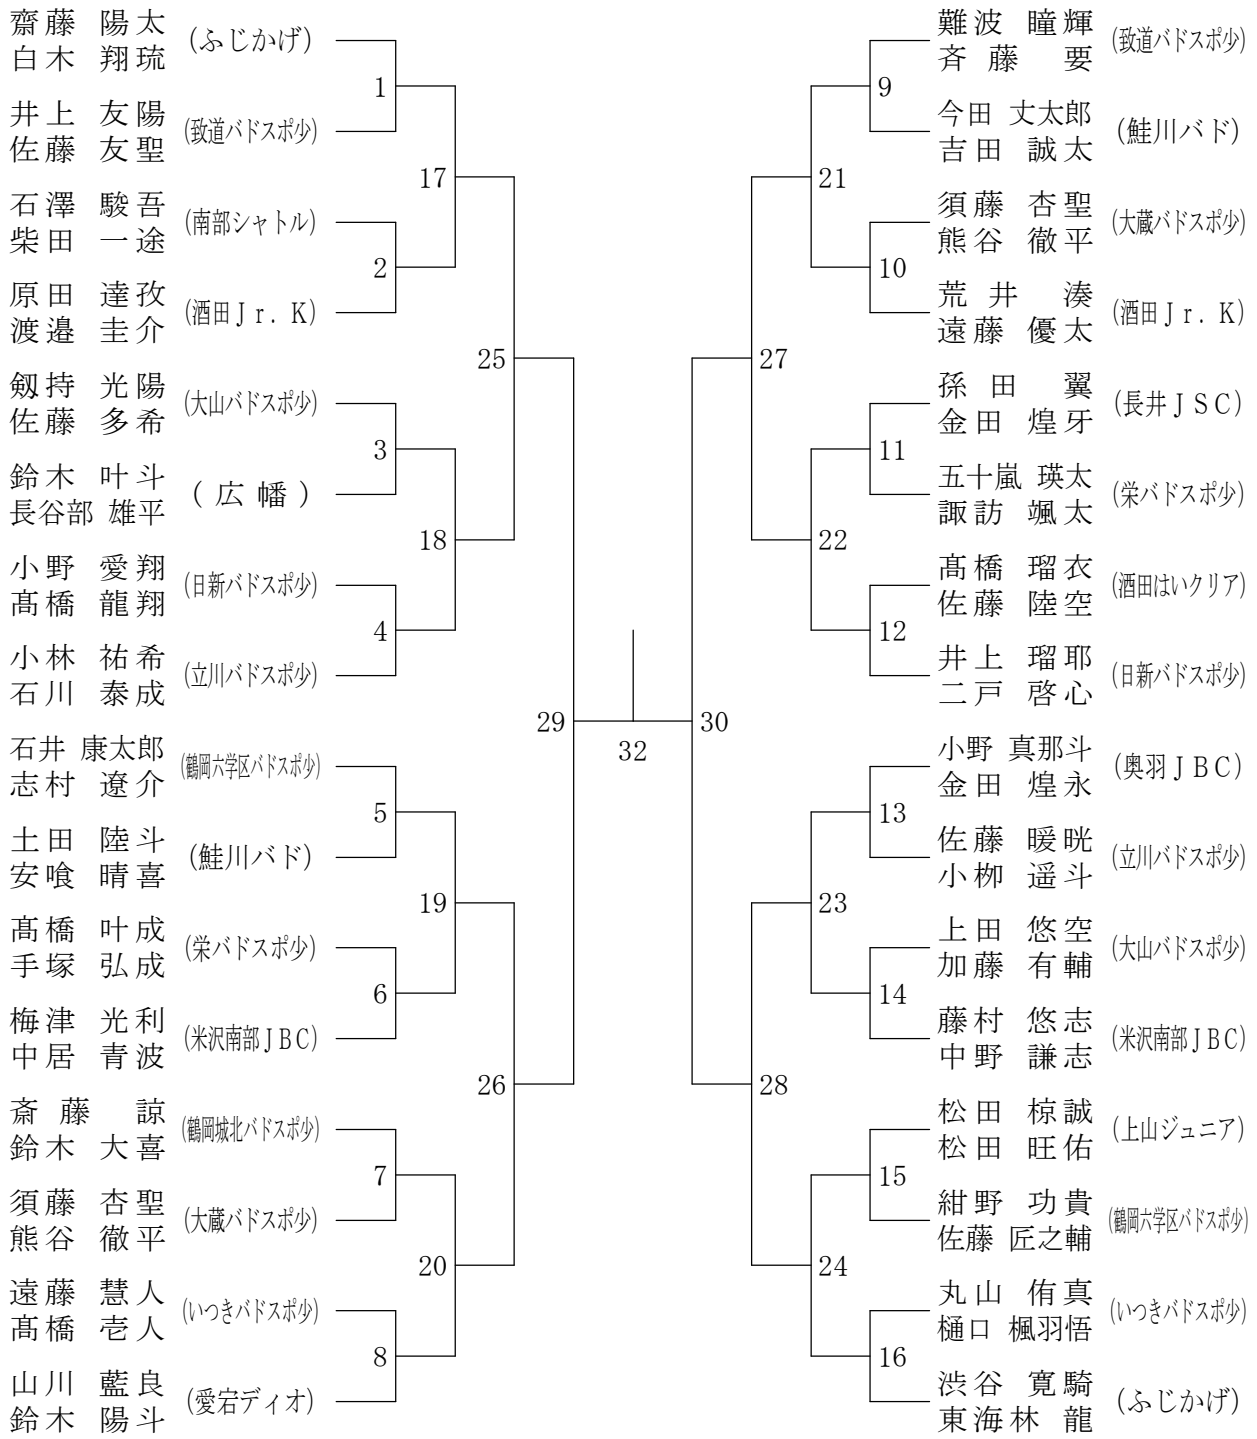 齋藤 陽太
白木 翔琉
(ふじかげ)
井上 友陽
佐藤 友聖
(致道バドスポ少)
石澤 駿吾
柴田 一途
(南部シャトル)
原田 達孜
渡邉 圭介
(酒田Ｊｒ．Ｋ)
剱持 光陽
佐藤 多希
(大山バドスポ少)
鈴木 叶斗
長谷部 雄平
(広幡)
小野 愛翔
髙橋 龍翔
(日新バドスポ少)
小林 祐希
石川 泰成
(立川バドスポ少)
石井 康太郎
志村 遼介
(鶴岡六学区バドスポ少)
土田 陸斗
安喰 晴喜
(鮭川バド)
髙橋 叶成
手塚 弘成
(栄バドスポ少)
梅津 光利
中居 青波
(米沢南部ＪＢＣ)
斎藤 諒
鈴木 大喜
(鶴岡城北バドスポ少)
須藤 杏聖
熊谷 徹平
(大蔵バドスポ少)
遠藤 慧人
髙橋 壱人
(いつきバドスポ少)
山川 藍良
鈴木 陽斗
(愛宕ディオ)
1
2
3
4
5
6
7
8
17
18
19
20
25
26
29
32
30
27
28
21
22
23
24
9
10
11
12
13
14
15
16
難波 瞳輝
斉藤 要
(致道バドスポ少)
今田 丈太郎
吉田 誠太
(鮭川バド)
須藤 杏聖
熊谷 徹平
(大蔵バドスポ少)
荒井 湊
遠藤 優太
(酒田Ｊｒ．Ｋ)
孫田 翼
金田 煌牙
(長井ＪＳＣ)
五十嵐 瑛太
諏訪 颯太
(栄バドスポ少)
髙橋 瑠衣
佐藤 陸空
(酒田はいクリア)
井上 瑠耶
二戸 啓心
(日新バドスポ少)
小野 真那斗
金田 煌永
(奥羽ＪＢＣ)
佐藤 暖晄
小栁 遥斗
(立川バドスポ少)
上田 悠空
加藤 有輔
(大山バドスポ少)
藤村 悠志
中野 謙志
(米沢南部ＪＢＣ)
松田 椋誠
松田 旺佑
(上山ジュニア)
紺野 功貴
佐藤 匠之輔
(鶴岡六学区バドスポ少)
丸山 侑真
樋口 楓羽悟
(いつきバドスポ少)
渋谷 寛騎
東海林 龍
(ふじかげ)